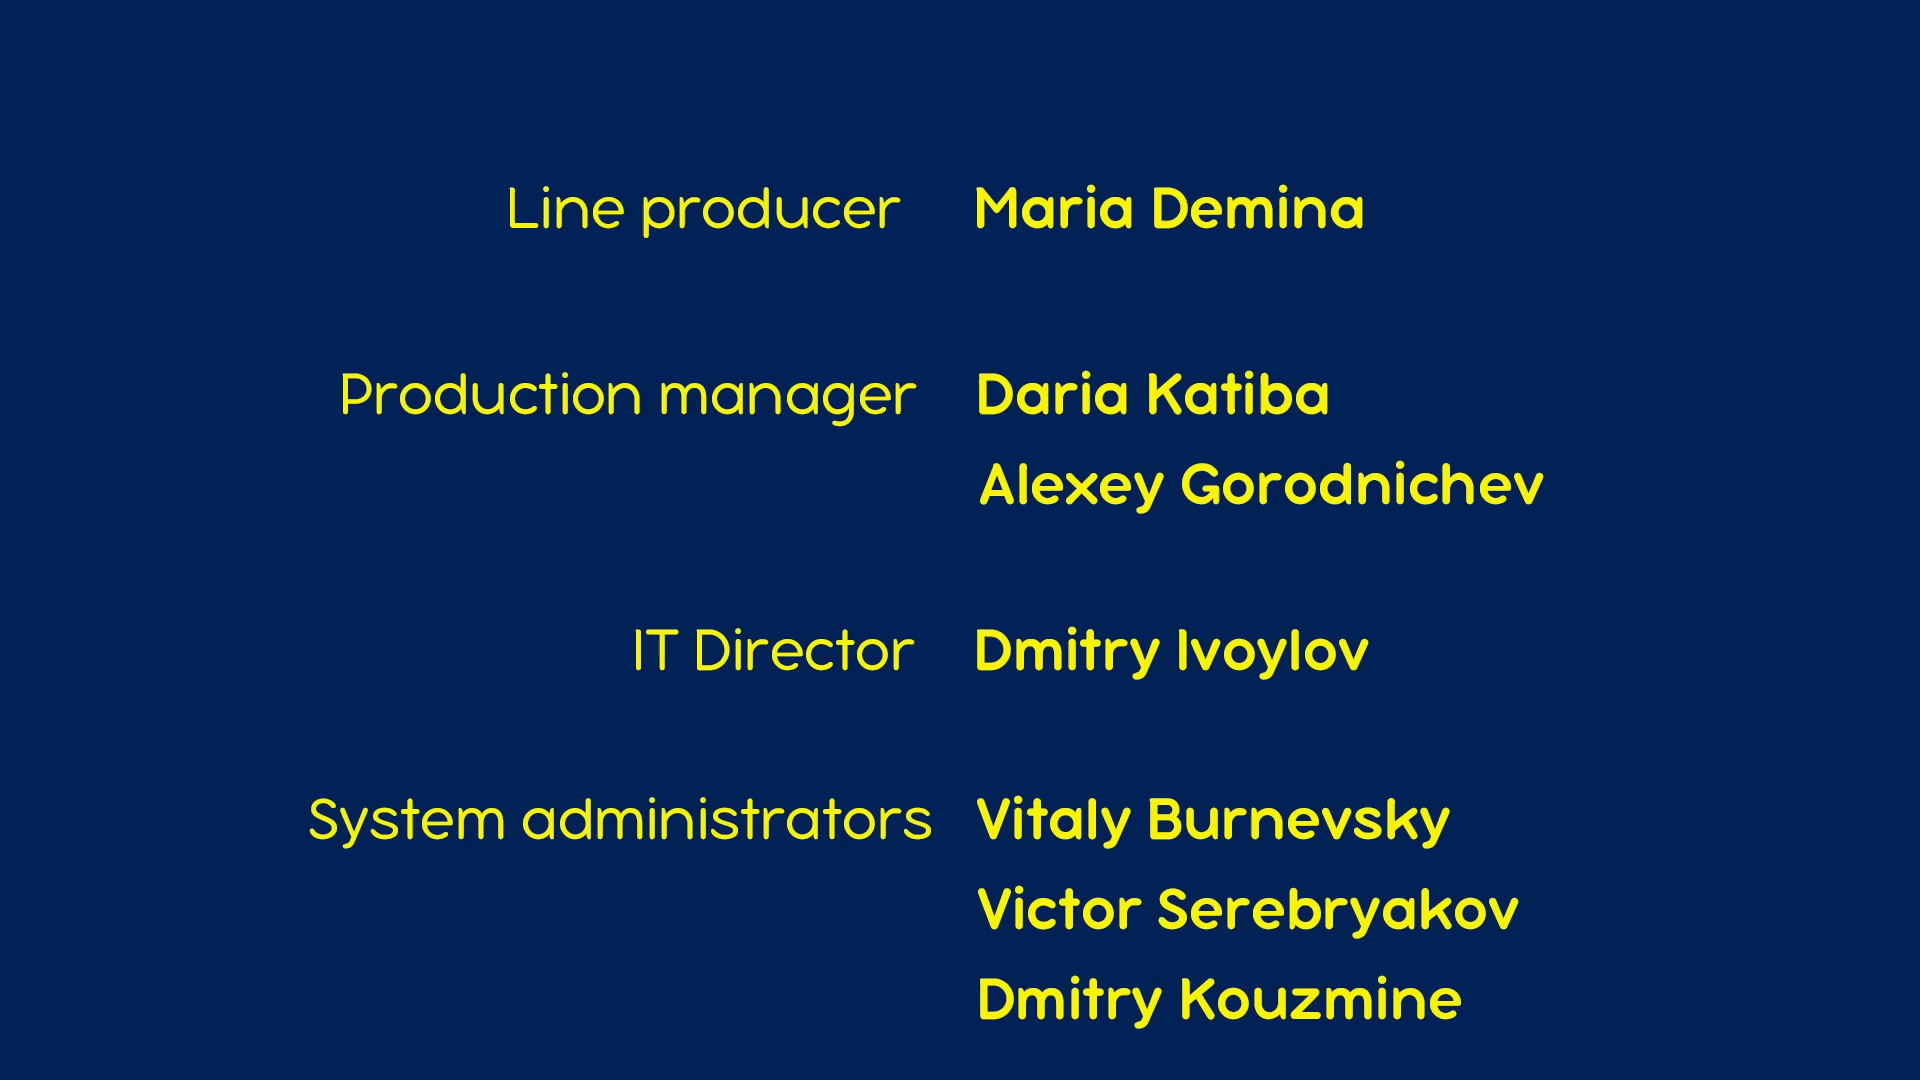 Line producer Maria Demina
Production manager Daria Katiba
Alexey Gorodnichev
IT Director Dmitry Ivoylov
System administrators Vitaly Burnevsky
Victor Serebryakov
Dmitry Kouzmine